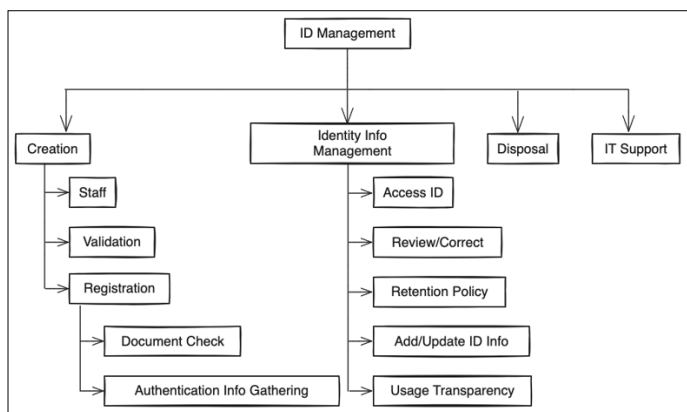 ID Management
Creation
Identity Info
Management
Disposal
IT Support
Staff
Validation
Registration
Document Check
Authentication Info Gathering
Access ID
Review/Correct
Retention Policy
Add/Update ID Info
Usage Transparency